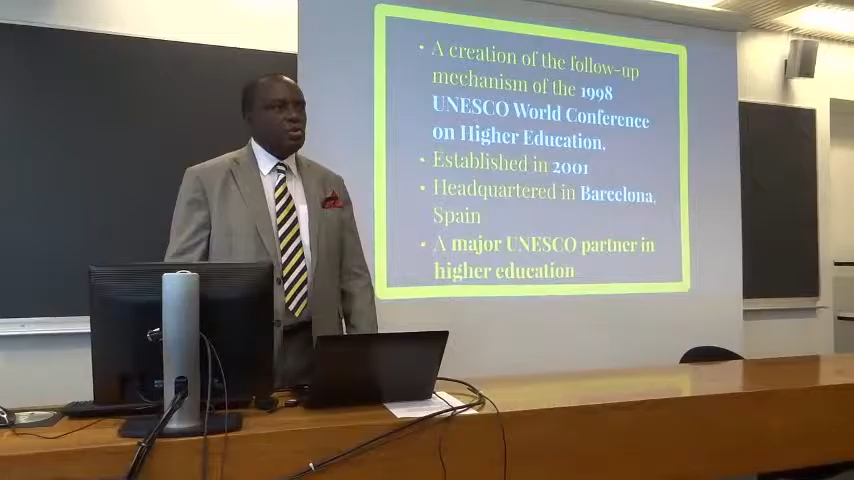 • A creation of the follow-up
mechanism of the 1998
UNESCO World Conference
on Higher Education,
• Established in 2001
• Headquartered in Barcelona,
Spain
• A major UNESCO partner in
higher education